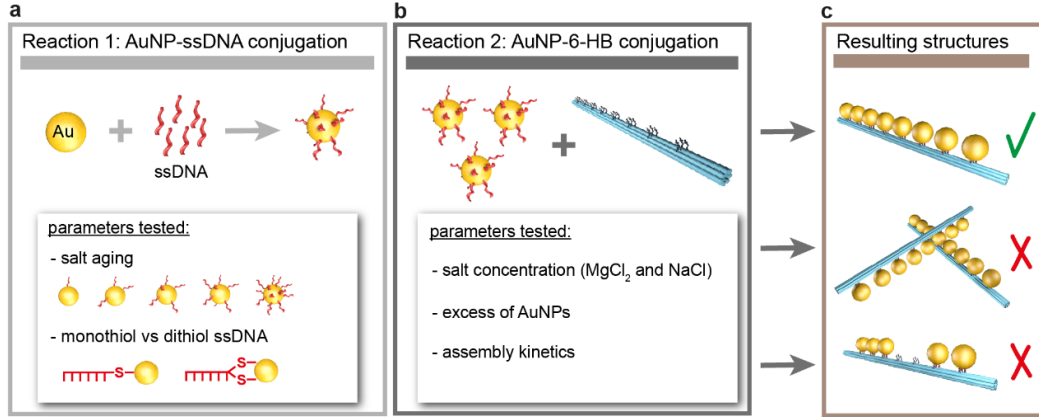 a
Reaction 1: AuNP-ssDNA conjugation
Au
ssDNA
parameters tested:
- salt aging
- monothiol vs dithiol ssDNA
S
S
S
b
Reaction 2: AuNP-6-HB conjugation
parameters tested:
- salt concentration (MgCl₂ and NaCl)
- excess of AuNPs
- assembly kinetics
c
Resulting structures